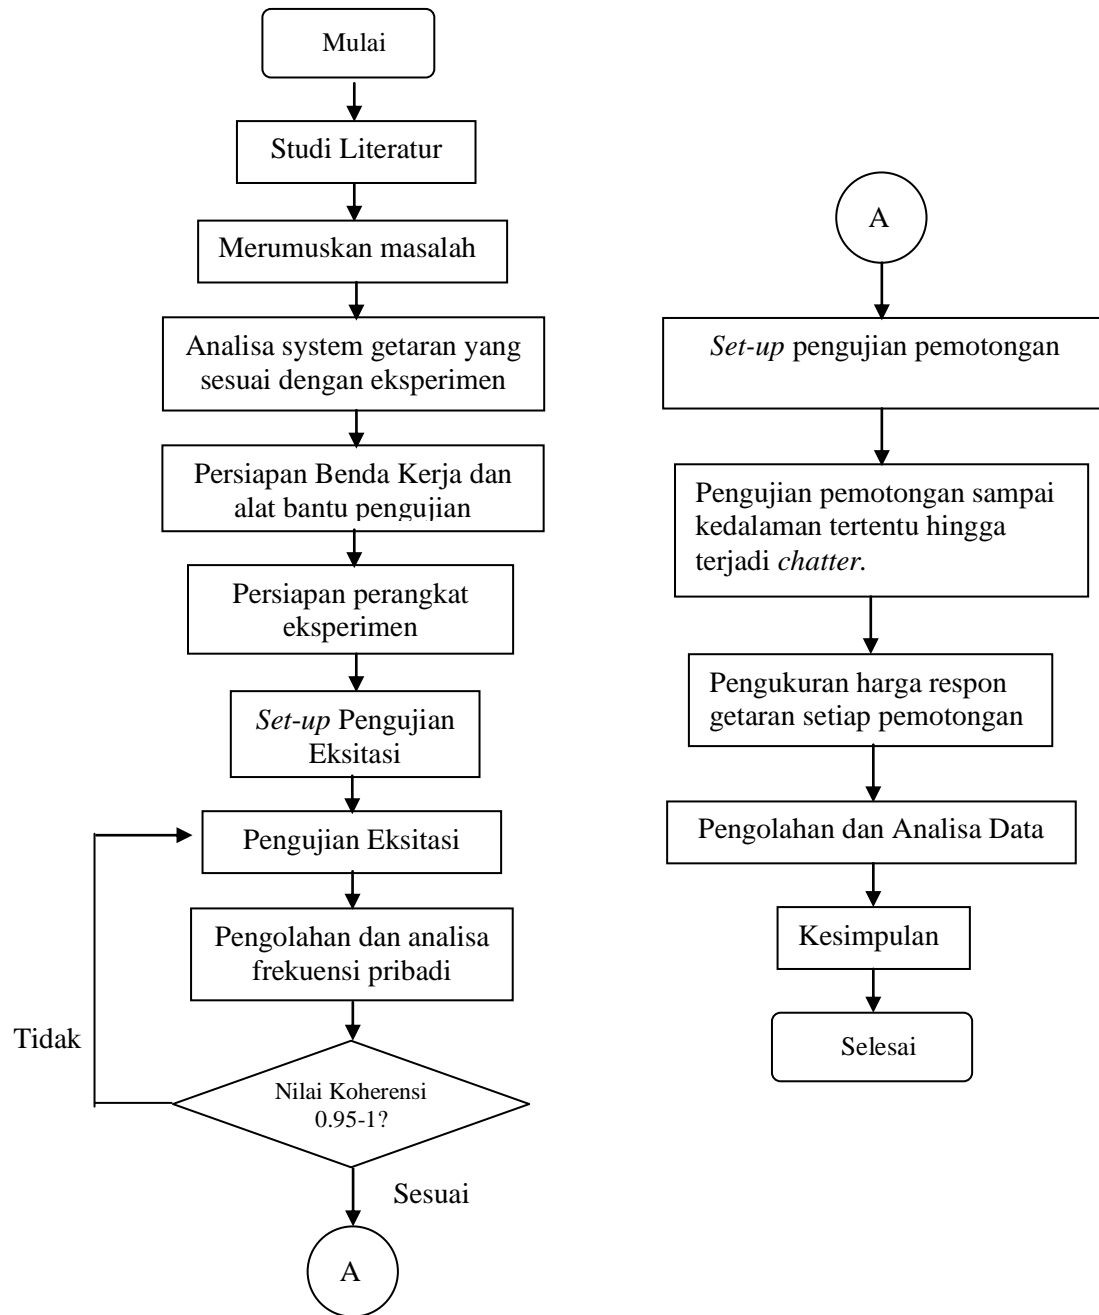 Mulai
Studi Literatur
Merumuskan masalah
Analisa system getaran yang
sesuai dengan eksperimen
Persiapan Benda Kerja dan
alat bantu pengujian
Persiapan perangkat
eksperimen
Set-up Pengujian
Eksitasi
Pengujian Eksitasi
Pengolahan dan analisa
frekuensi pribadi
Tidak
Nilai Koherensi
0.95-1?
Sesuai
A
A
Set-up pengujian pemotongan
Pengujian pemotongan sampai
kedalaman tertentu hingga
terjadi chatter.
Pengukuran harga respon
getaran setiap pemotongan
Pengolahan dan Analisa Data
Kesimpulan
Selesai